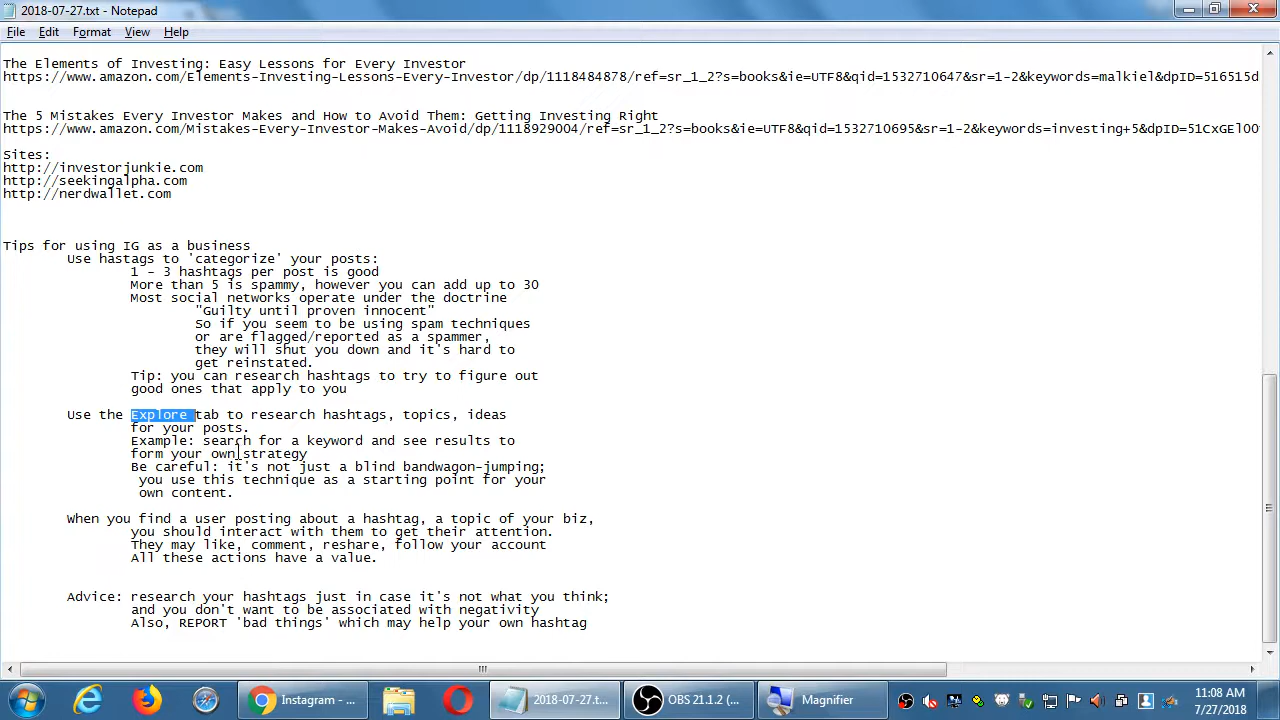 2018-07-27.txt - Notepad
File Edit Format View Help
The Elements of Investing: Easy Lessons for Every Investor
https://www.amazon.com/Elements-Investing-Lessons-Every-Investor/dp/1118484878/ref=sr_1_2?s=books&ie=UTF8&qid=1532710647&sr=1-2&keywords=malkiel&dpID=516515d
The 5 Mistakes Every Investor Makes and How to Avoid Them: Getting Investing Right
https://www.amazon.com/Mistakes-Every-Investor-Makes-Avoid/dp/1118929004/ref=sr_1_2?s=books&ie=UTF8&qid=1532710695&sr=1-2&keywords=investing+5&dpID=51CxGEl00
Sites:
http://investorjunkie.com
http://seekingalpha.com
http://nerdwallet.com
Tips for using IG as a business
Use hastags to 'categorize' your posts:
1 - 3 hashtags per post is good
More than 5 is spammy, however you can add up to 30
Most social networks operate under the doctrine
"Guilty until proven innocent"
So if you seem to be using spam techniques
or are flagged/reported as a spammer,
they will shut you down and it's hard to
get reinstated.
Tip: you can research hashtags to try to figure out
good ones that apply to you
Use the Explore tab to research hashtags, topics, ideas
for your posts.
Example: search for a keyword and see results to
form your own strategy
Be careful: it's not just a blind bandwagon-jumping;
you use this technique as a starting point for your
own content.
When you find a user posting about a hashtag, a topic of your biz,
you should interact with them to get their attention.
They may like, comment, reshare, follow your account
All these actions have a value.
Advice: research your hashtags just in case it's not what you think;
and you don't want to be associated with negativity
Also, REPORT 'bad things' which may help your own hashtag
Instagram - ... 2018-07-27.t... OBS 21.1.2 (... Magnifier 11:08 AM
7/27/2018